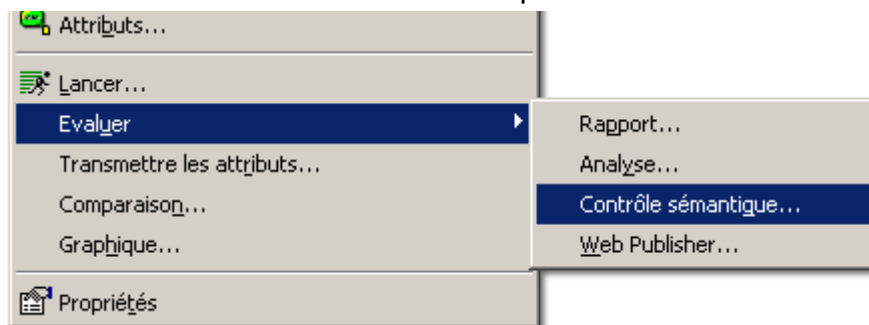 Attributs...
Lancer...
Evaluer
Transmettre les attributs...
Comparaison...
Graphique...
Propriétés
Rapport...
Analyse...
Contrôle sémantique...
Web Publisher...